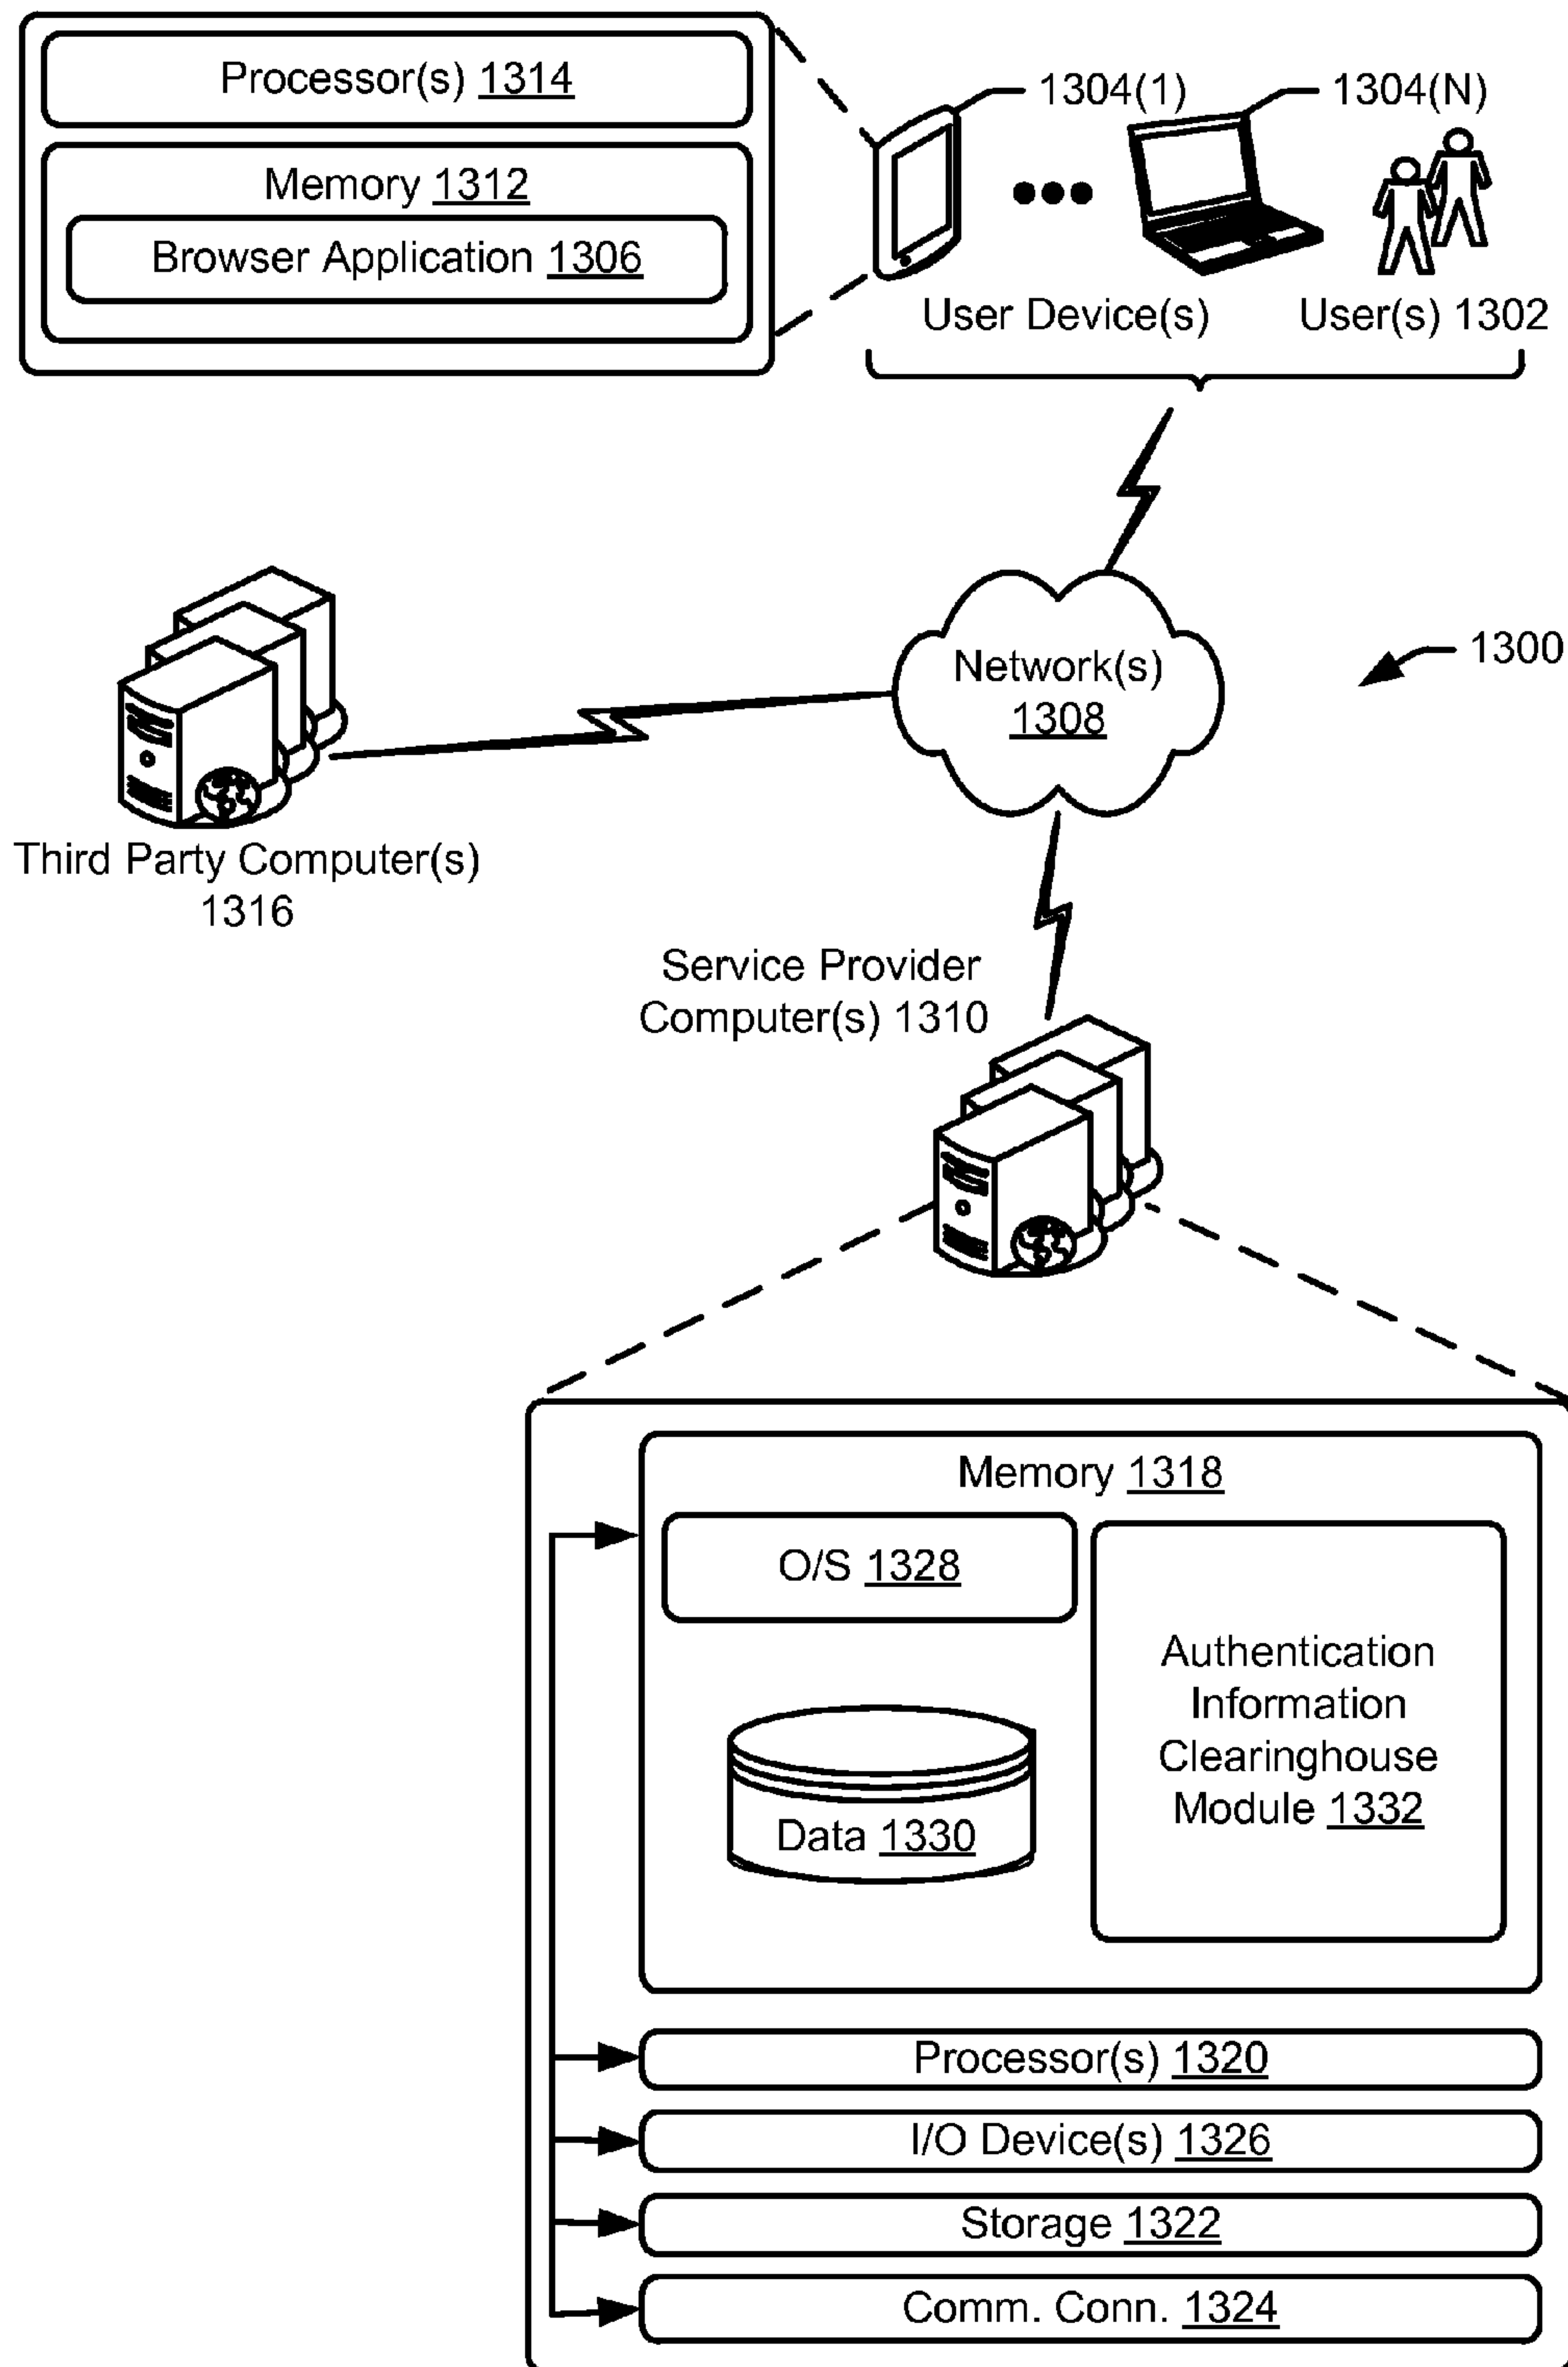 Processor(s) 1314
Memory 1312
Browser Application 1306
1304(1)
1304(N)
User Device(s)
User(s) 1302
Network(s)
1308
1300
Third Party Computer(s)
1316
Service Provider
Computer(s) 1310
Memory 1318
O/S 1328
Data 1330
Authentication
Information
Clearinghouse
Module 1332
Processor(s) 1320
I/O Device(s) 1326
Storage 1322
Comm. Conn. 1324